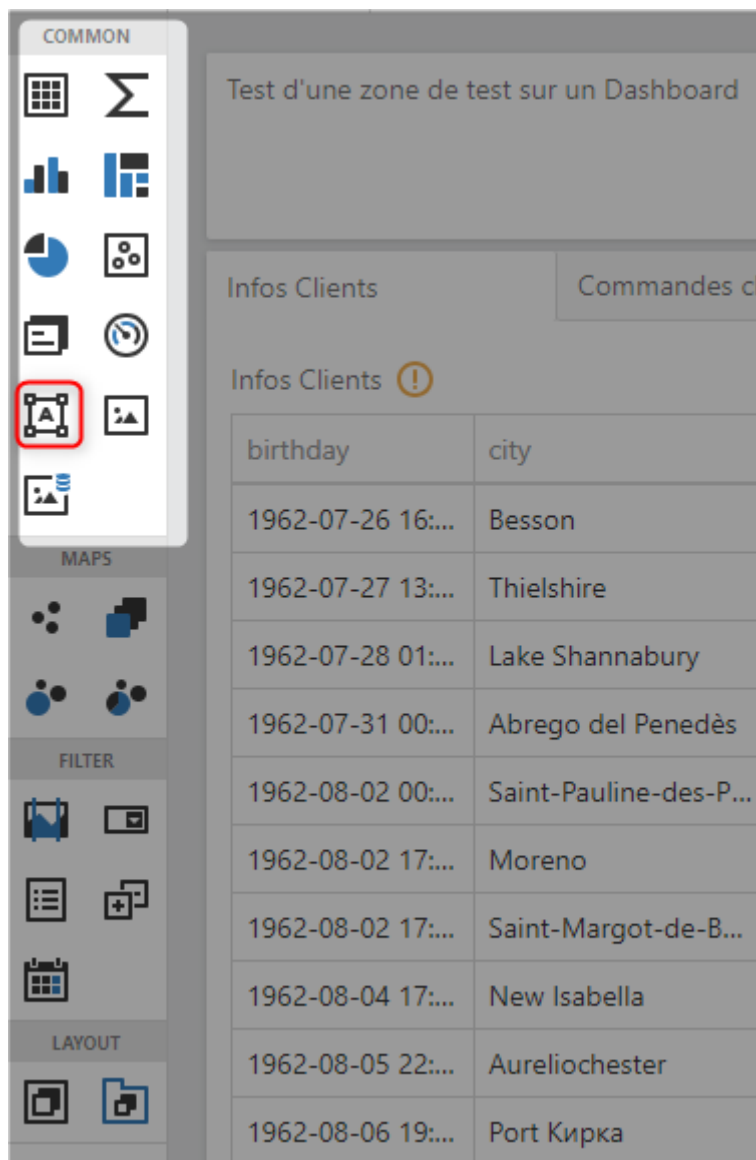 COMMON
A
MAPS
FILTER
LAYOUT
Test d'une zone de test sur un Dashboard
Infos Clients
Commandes cl
Infos Clients
birthday city
1962-07-26 16:... Besson
1962-07-27 13:... Thielshire
1962-07-28 01:... Lake Shannabury
1962-07-31 00:... Abrego del Penedès
1962-08-02 00:... Saint-Pauline-des-P...
1962-08-02 17:... Moreno
1962-08-02 17:... Saint-Margot-de-B...
1962-08-04 17:... New Isabella
1962-08-05 22:... Aureliochester
1962-08-06 19:... Port Кирка